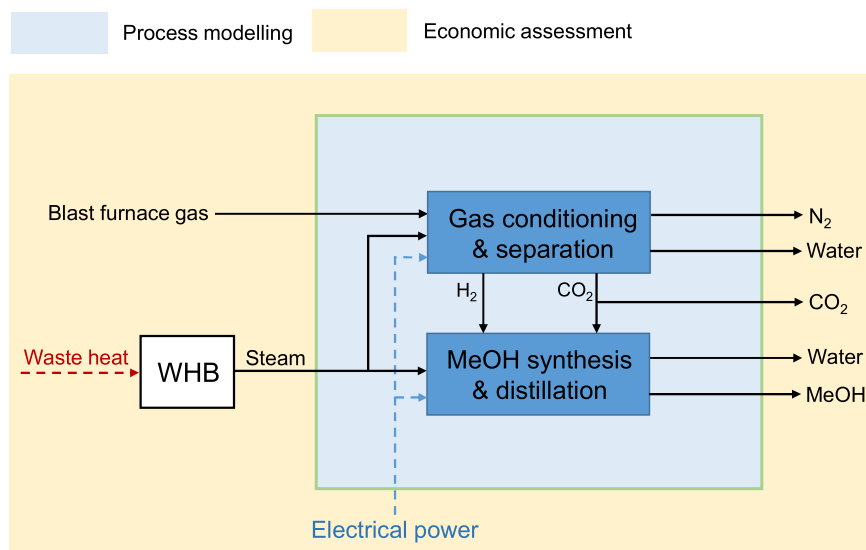 Process modelling
Economic assessment
Blast furnace gas
Gas conditioning
& separation
N₂
Water
H₂
CO₂
CO₂
Waste heat
WHB
Steam
MeOH synthesis
& distillation
Water
MeOH
Electrical power